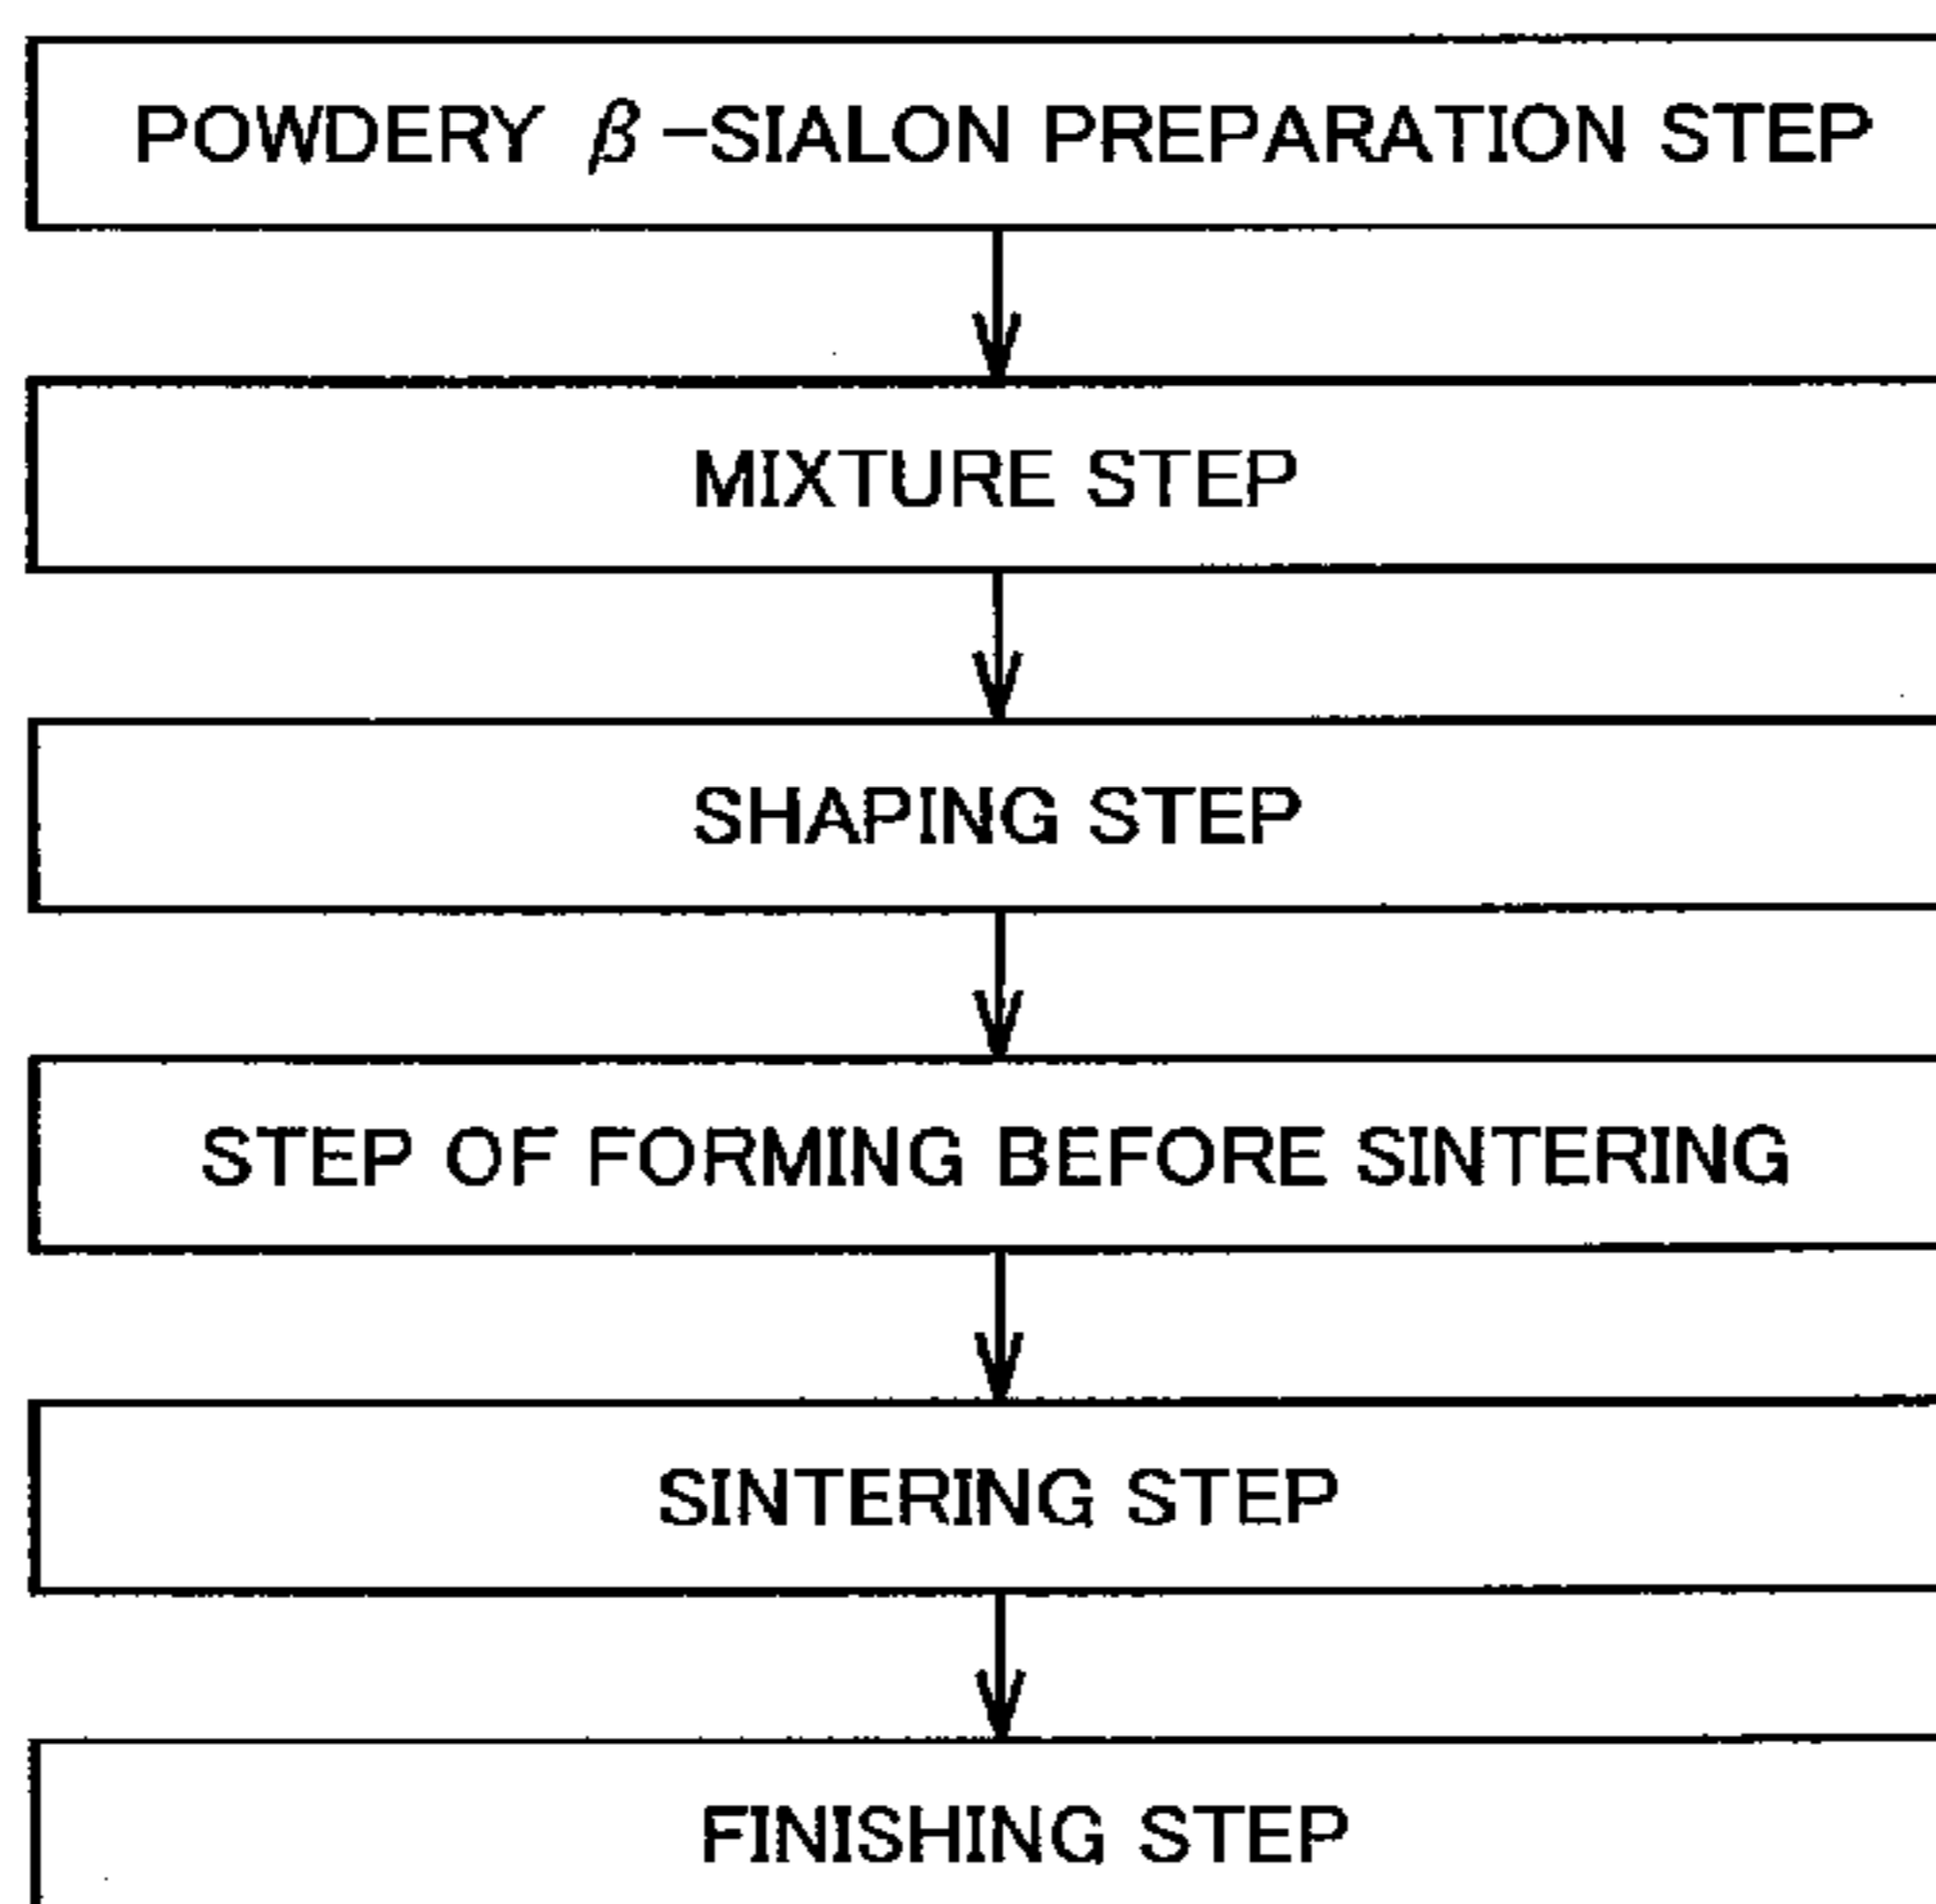 POWDERY β-SIALON PREPARATION STEP
MIXTURE STEP
SHAPING STEP
STEP OF FORMING BEFORE SINTERING
SINTERING STEP
FINISHING STEP